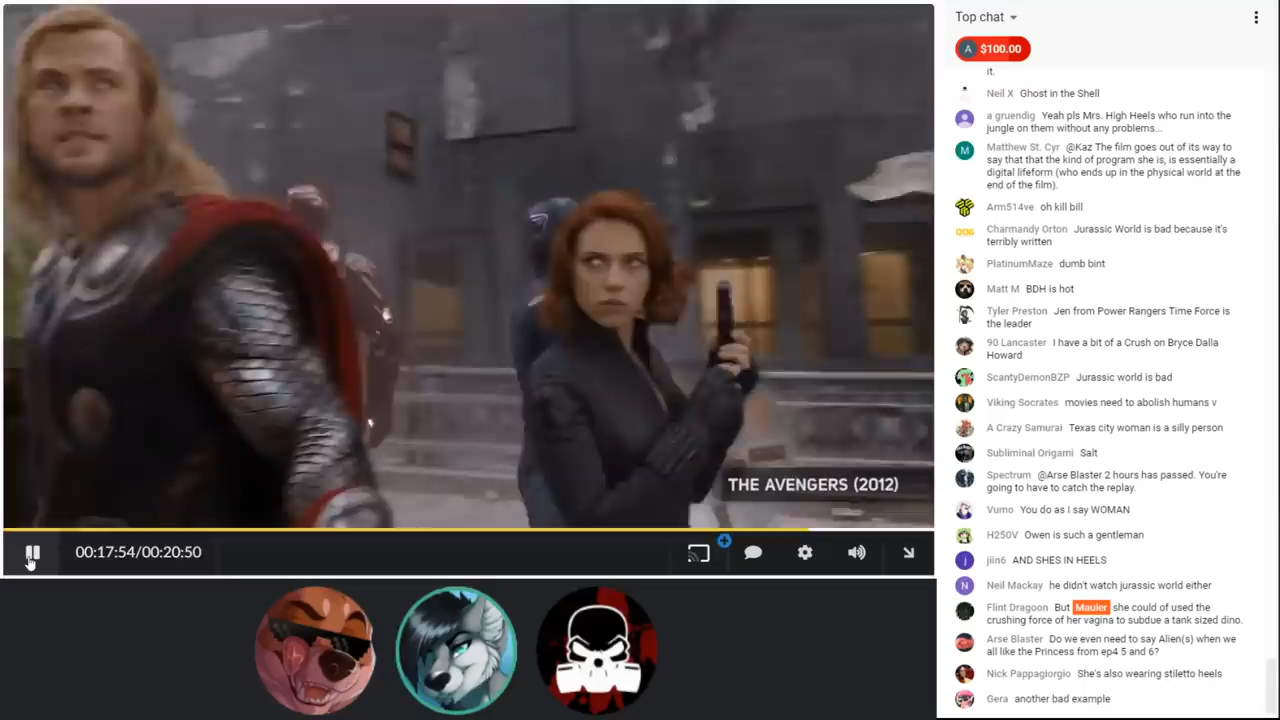 Top chat
A $100.00
it.
Neil X Ghost in the Shell
a gruendig Yeah pls Mrs. High Heels who run into the
jungle on them without any problems...
M Matthew St. Cyr @Kaz The film goes out of its way to
say that that the kind of program she is, is essentially a
digital lifeform (who ends up in the physical world at the
end of the film).
Arm514ve oh kill bill
Charmandy Orton Jurassic World is bad because it's
terribly written
PlatinumMaze dumb bint
Matt M BDH is hot
Tyler Preston Jen from Power Rangers Time Force is
the leader
90 Lancaster I have a bit of a Crush on Bryce Dalla
Howard
ScantyDemonBZP Jurassic world is bad
Viking Socrates movies need to abolish humans v
A Crazy Samurai Texas city woman is a silly person
Subliminal Origami Salt
Spectrum @Arse Blaster 2 hours has passed. You're
going to have to catch the replay.
Vumo You do as I say WOMAN
H250V Owen is such a gentleman
j jiin6 AND SHES IN HEELS
N Neil Mackay he didn't watch jurassic world either
Flint Dragoon But Mauler she could of used the
crushing force of her vagina to subdue a tank sized dino.
Arse Blaster Do we even need to say Alien(s) when we
all like the Princess from ep4 5 and 6?
Nick Pappagiorgio She's also wearing stiletto heels
Gera another bad example
THE AVENGERS (2012)
00:17:54/00:20:50